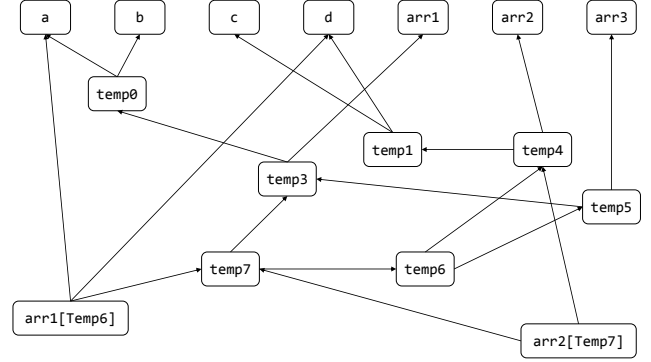 a
b
c
d
arr1
arr2
arr3
temp0
temp1
temp4
temp3
temp5
temp7
temp6
arr1[Temp6]
arr2[Temp7]